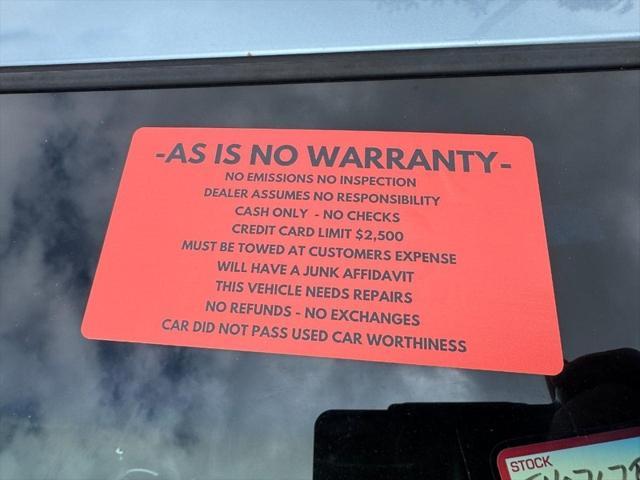 -AS IS NO WARRANTY-
NO EMISSIONS NO INSPECTION
DEALER ASSUMES NO RESPONSIBILITY
CASH ONLY - NO CHECKS
CREDIT CARD LIMIT $2,500
MUST BE TOWED AT CUSTOMERS EXPENSE
WILL HAVE A JUNK AFFIDAVIT
THIS VEHICLE NEEDS REPAIRS
NO REFUNDS - NO EXCHANGES
CAR DID NOT PASS USED CAR WORTHINESS
STOCK